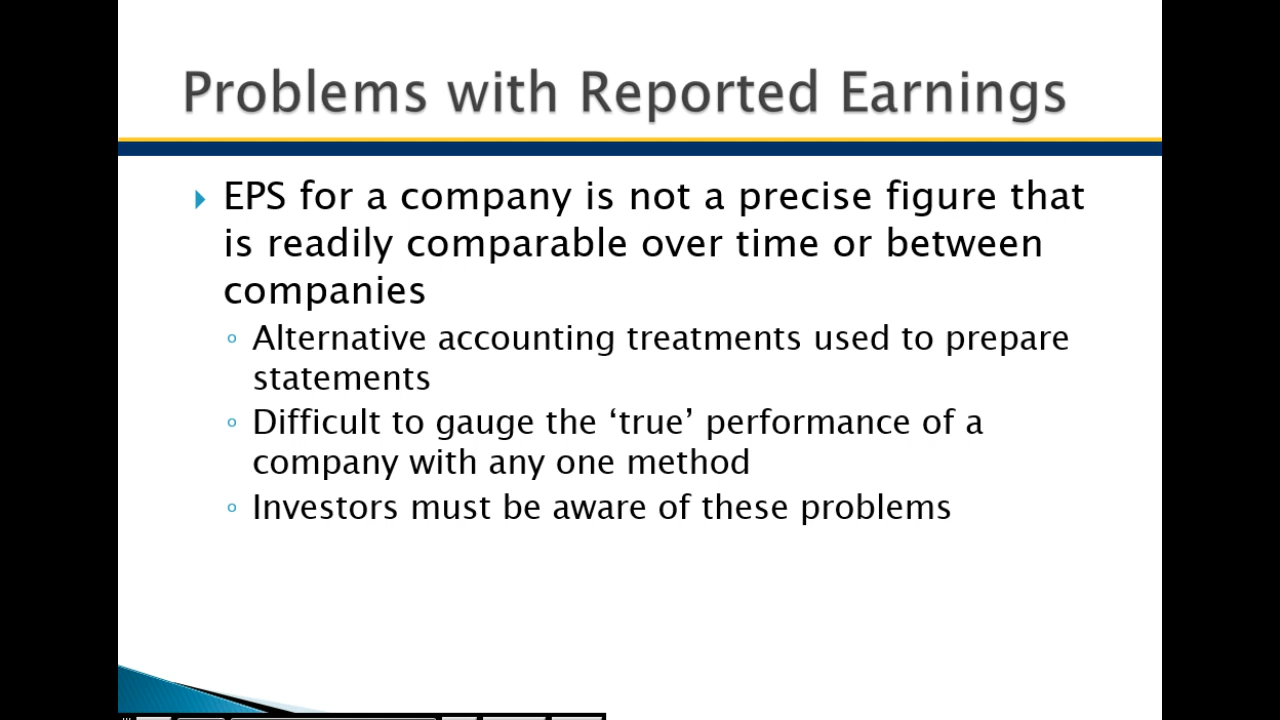 Problems with Reported Earnings
EPS for a company is not a precise figure that
is readily comparable over time or between
companies
Alternative accounting treatments used to prepare
statements
Difficult to gauge the ‘true’ performance of a
company with any one method
Investors must be aware of these problems